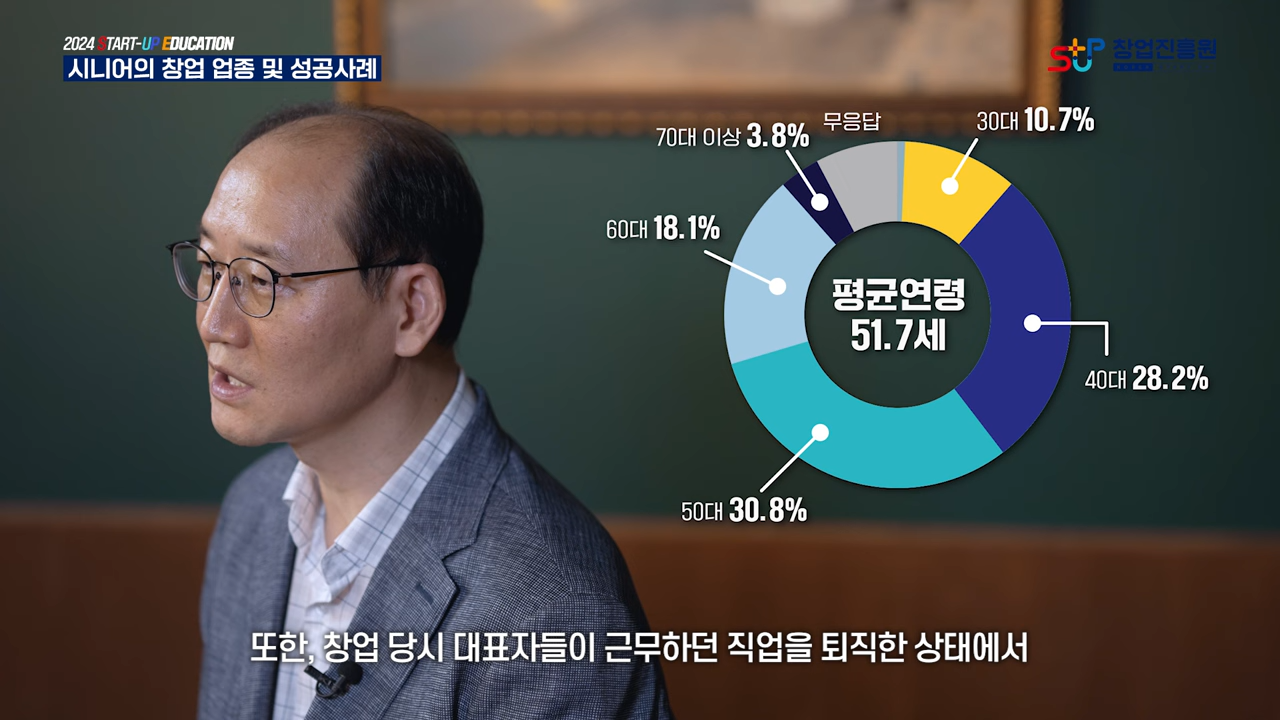 2024 START-UP EDUCATION
시니어의 창업 업종 및 성공사례
창업진흥원
무응답
30대 10.7%
70대 이상 3.8%
60대 18.1%
평균연령
51.7세
40대 28.2%
50대 30.8%
또한, 창업 당시 대표자들이 근무하던 직업을 퇴직한 상태에서